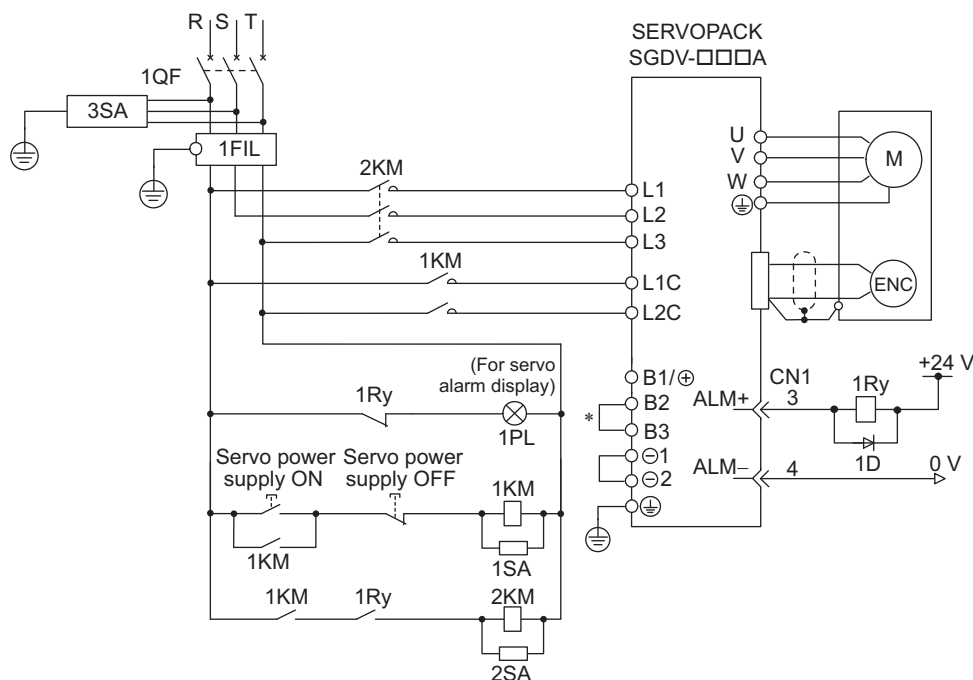 R S T
SERVOPACK
SGDV-□□□A
1QF
3SA
1FIL
U
V
W
M
2KM
L1
L2
L3
1KM
L1C
L2C
ENC
(For servo
alarm display)
1Ry
1PL
B1/⊕
B2
* B3
⊖1
⊖2
CN1
ALM+ 3
1Ry
+24 V
1D
ALM− 4
0 V
Servo power
supply ON
Servo power
supply OFF
1KM
1KM
1SA
1KM
1Ry
2KM
2SA